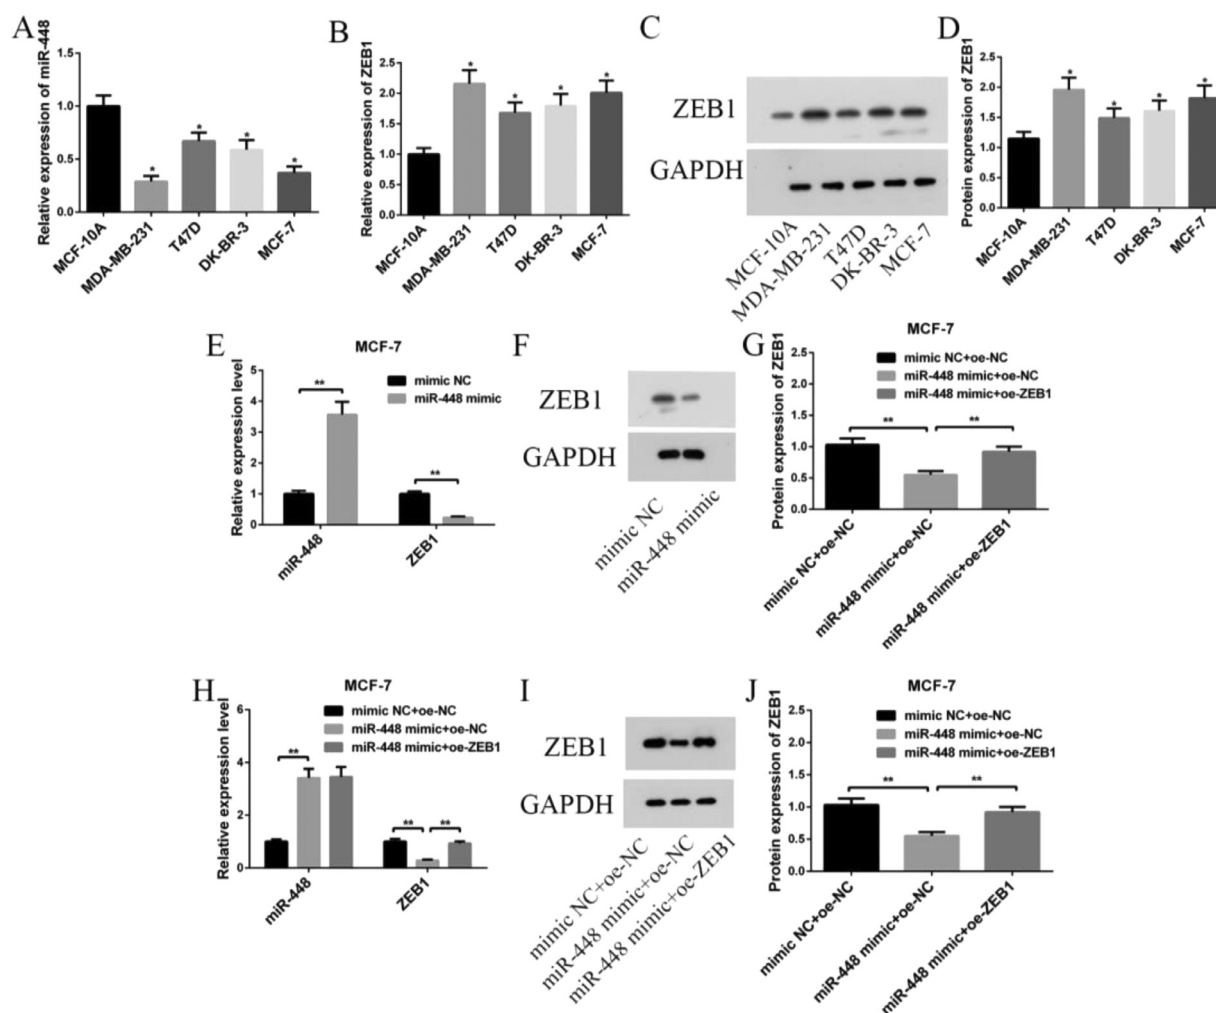 A
Relative expression of miR-448
1.5
1.0
0.5
0.0
*
*
*
*
MCF-10A
MDA-MB-231
T47D
DK-BR-3
MCF-7
B
Relative expression of ZEB1
2.5
2.0
1.5
1.0
0.5
0.0
*
*
*
*
MCF-10A
MDA-MB-231
T47D
DK-BR-3
MCF-7
C
ZEB1
GAPDH
MCF-10A
MDA-MB-231
T47D
DK-BR-3
MCF-7
D
Protein expression of ZEB1
2.5
2.0
1.5
1.0
0.5
0.0
*
*
*
*
MCF-10A
MDA-MB-231
T47D
DK-BR-3
MCF-7
E
MCF-7
Relative expression level
5
4
3
2
1
0
mimic NC
miR-448 mimic
**
**
miR-448
ZEB1
F
ZEB1
GAPDH
mimic NC
miR-448 mimic
G
MCF-7
Protein expression of ZEB1
2.5
2.0
1.5
1.0
0.5
0.0
mimic NC+oe-NC
miR-448 mimic+oe-NC
miR-448 mimic+oe-ZEB1
**
**
mimic NC+oe-NC
miR-448 mimic+oe-NC
miR-448 mimic+oe-ZEB1
H
MCF-7
Relative expression level
6
4
2
0
mimic NC+oe-NC
miR-448 mimic+oe-NC
miR-448 mimic+oe-ZEB1
**
**
**
miR-448
ZEB1
I
ZEB1
GAPDH
mimic NC+oe-NC
miR-448 mimic+oe-NC
miR-448 mimic+oe-ZEB1
J
MCF-7
Protein expression of ZEB1
2.5
2.0
1.5
1.0
0.5
0.0
mimic NC+oe-NC
miR-448 mimic+oe-NC
miR-448 mimic+oe-ZEB1
**
**
mimic NC+oe-NC
miR-448 mimic+oe-NC
miR-448 mimic+oe-ZEB1